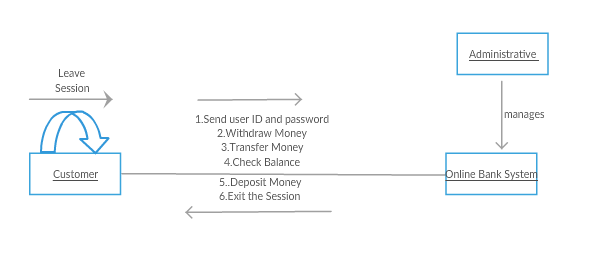 Administrative
Leave
Session
manages
1.Send user ID and password
2.Withdraw Money
3.Transfer Money
4.Check Balance
Customer
Online Bank System
5..Deposit Money
6.Exit the Session